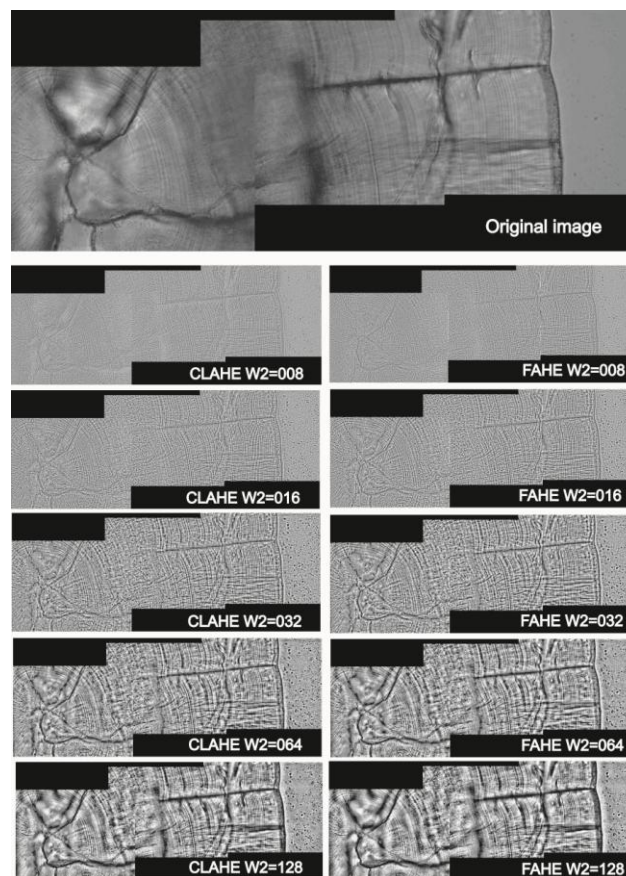 Original image
CLAHE W2=008
FAHE W2=008
CLAHE W2=016
FAHE W2=016
CLAHE W2=032
FAHE W2=032
CLAHE W2=064
FAHE W2=064
CLAHE W2=128
FAHE W2=128